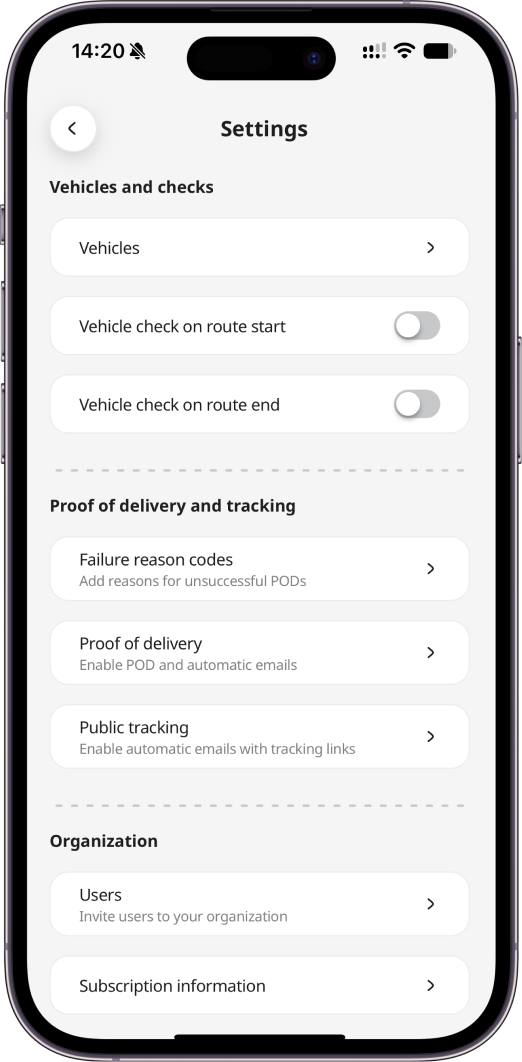 14:20
Settings
Vehicles and checks
Vehicles
Vehicle check on route start
Vehicle check on route end
Proof of delivery and tracking
Failure reason codes
Add reasons for unsuccessful PODs
Proof of delivery
Enable POD and automatic emails
Public tracking
Enable automatic emails with tracking links
Organization
Users
Invite users to your organization
Subscription information